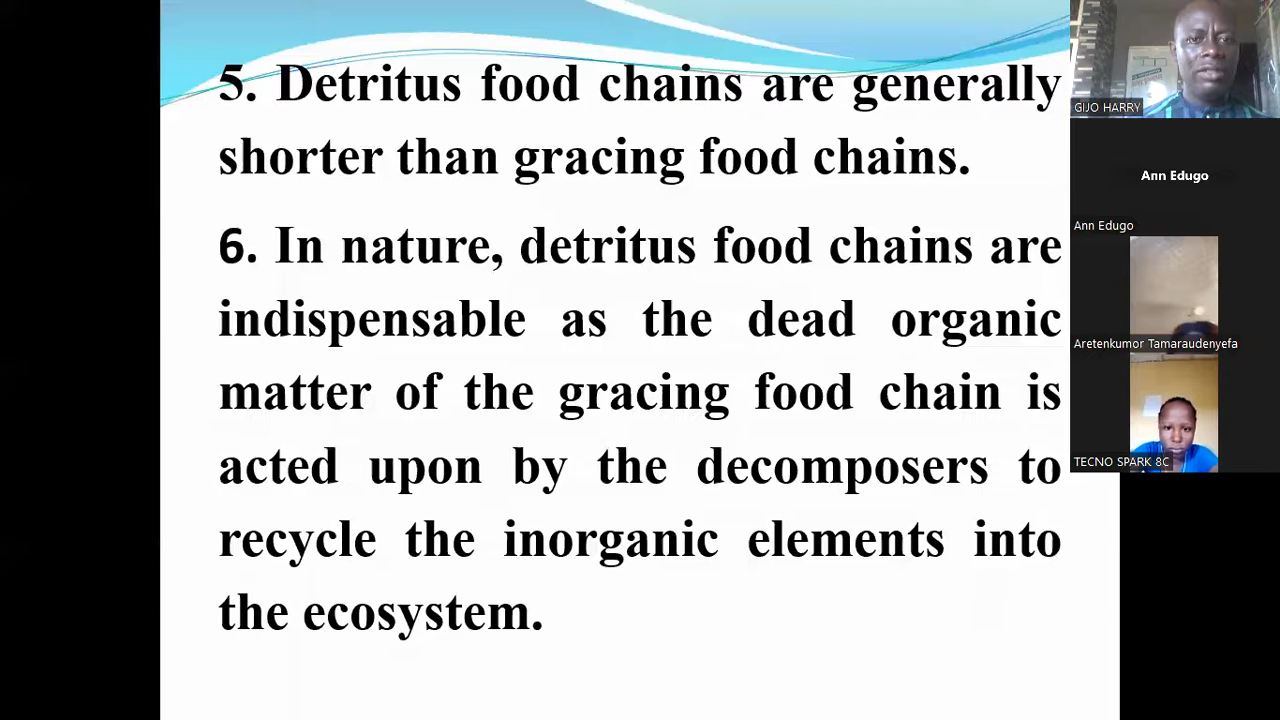 5. Detritus food chains are generally
shorter than gracing food chains.
6. In nature, detritus food chains are
indispensable as the dead organic
matter of the gracing food chain is
acted upon by the decomposers to
recycle the inorganic elements into
the ecosystem.
GIJO HARRY
Ann Edugo
Ann Edugo
Aretenkumor Tamaraudenyefa
TECNO SPARK 8C